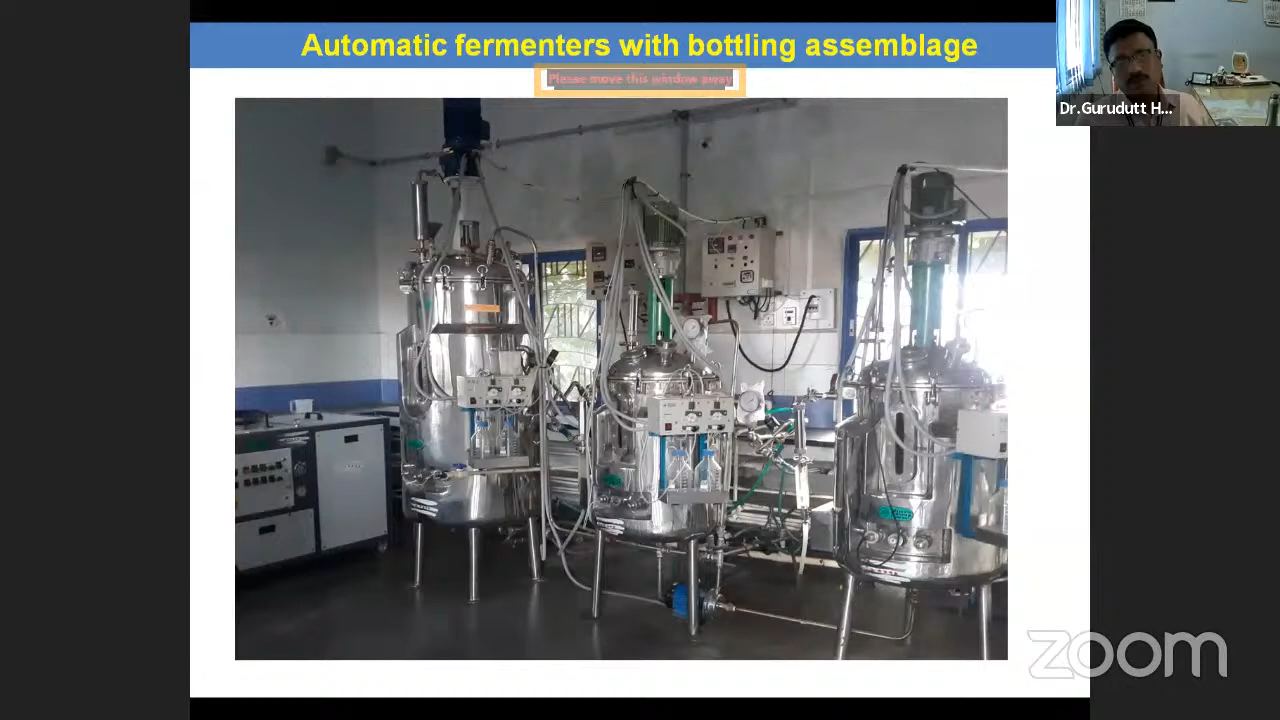 Automatic fermenters with bottling assemblage
Please move this window away
Dr.Gurudutt H...
zoom